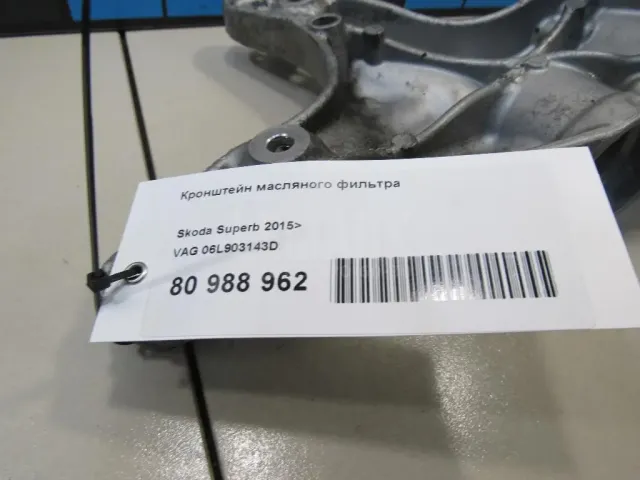 Кронштейн масляного фильтра
Skoda Superb 2015>
VAG 06L903143D
80 988 962